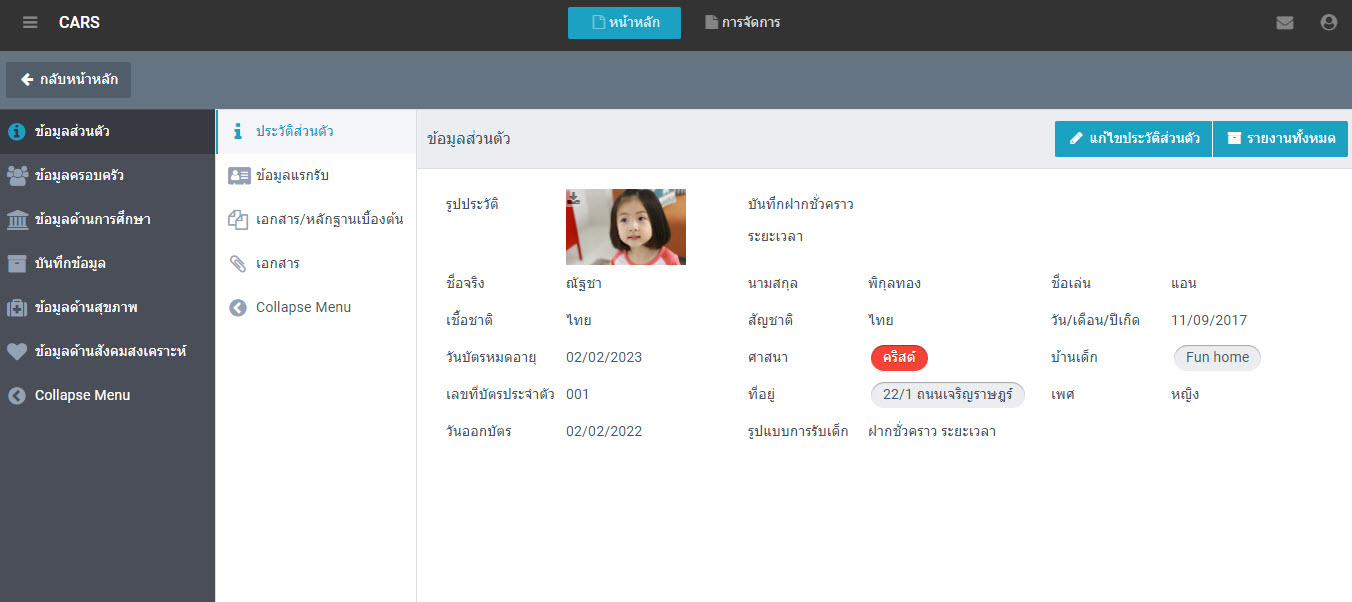 CARS
หน้าหลัก
การจัดการ
กลับหน้าหลัก
ข้อมูลส่วนตัว
ข้อมูลครอบครัว
ข้อมูลด้านการศึกษา
บันทึกข้อมูล
ข้อมูลด้านสุขภาพ
ข้อมูลด้านสังคมสงเคราะห์
Collapse Menu
ประวัติส่วนตัว
ข้อมูลแรกรับ
เอกสาร/หลักฐานเบื้องต้น
เอกสาร
Collapse Menu
ข้อมูลส่วนตัว
แก้ไขประวัติส่วนตัว
รายงานทั้งหมด
รูปประวัติ
บันทึกฝากชั่วคราว
ระยะเวลา
ชื่อจริง ณัฐชา นามสกุล พิกุลทอง ชื่อเล่น แอน
เชื้อชาติ ไทย สัญชาติ ไทย วัน/เดือน/ปีเกิด 11/09/2017
วันบัตรหมดอายุ 02/02/2023 ศาสนา คริสต์ บ้านเด็ก Fun home
เลขที่บัตรประจำตัว 001 ที่อยู่ 22/1 ถนนเจริญราษฎร์ เพศ หญิง
วันออกบัตร 02/02/2022 รูปแบบการรับเด็ก ฝากชั่วคราว ระยะเวลา